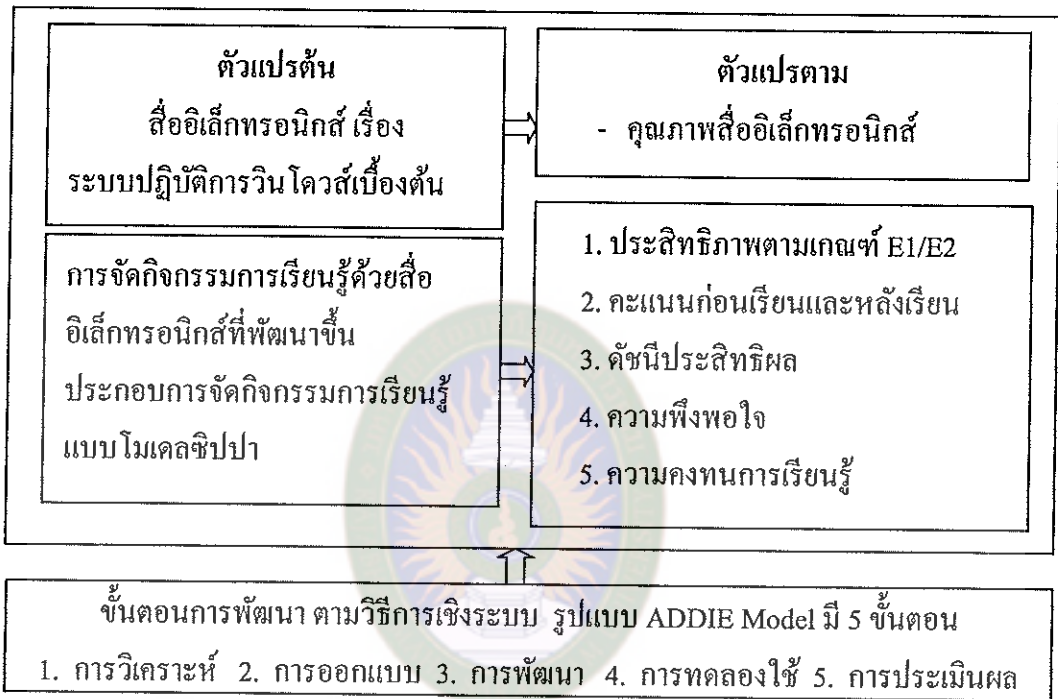 ตัวแปรต้น
สื่ออิเล็กทรอนิกส์ เรื่อง
ระบบปฏิบัติการวินโดวส์เบื้องต้น
ตัวแปรตาม
- คุณภาพสื่ออิเล็กทรอนิกส์
การจัดกิจกรรมการเรียนรู้ด้วยสื่อ
อิเล็กทรอนิกส์ที่พัฒนาขึ้น
ประกอบการจัดกิจกรรมการเรียนรู้
แบบโมเดลซิปปา
1. ประสิทธิภาพตามเกณฑ์ E1/E2
2. คะแนนก่อนเรียนและหลังเรียน
3. ดัชนีประสิทธิผล
4. ความพึงพอใจ
5. ความคงทนการเรียนรู้
ขั้นตอนการพัฒนา ตามวิธีการเชิงระบบ รูปแบบ ADDIE Model มี 5 ขั้นตอน
1. การวิเคราะห์ 2. การออกแบบ 3. การพัฒนา 4. การทดลองใช้ 5. การประเมินผล